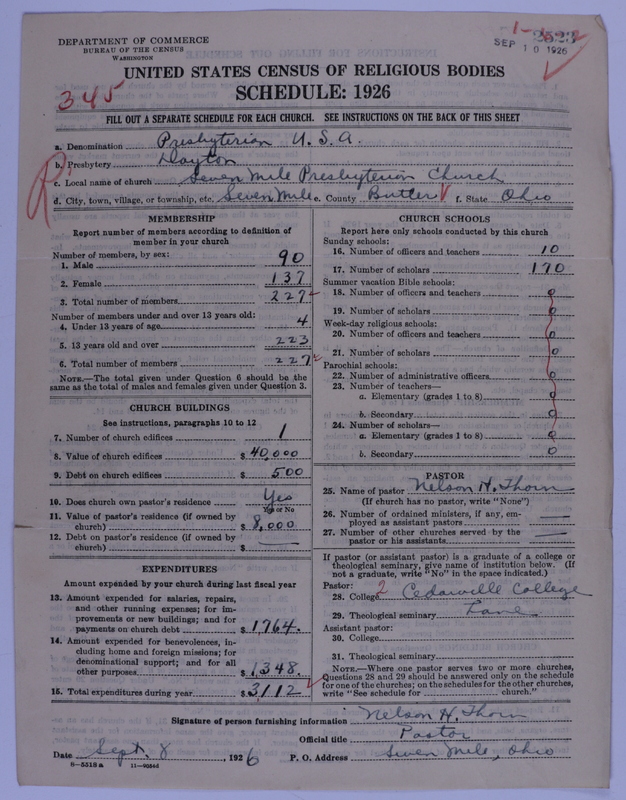 DEPARTMENT OF COMMERCE
BUREAU OF THE CENSUS
WASHINGTON
SEP 10 1926
UNITED STATES CENSUS OF RELIGIOUS BODIES
SCHEDULE: 1926
345
FILL OUT A SEPARATE SCHEDULE FOR EACH CHURCH. SEE INSTRUCTIONS ON THE BACK OF THIS SHEET
a. Denomination Presbyterian U. S. A.
b. Presbytery Dayton
c. Local name of church Seven Mile Presbyterian Church
d. City, town, village, or township, etc. Seven Mile e. County Butler f. State Ohio
MEMBERSHIP
Report number of members according to definition of
member in your church
Number of members, by sex:
1. Male 90
2. Female 137
3. Total number of members 227
Number of members under and over 13 years old:
4. Under 13 years of age 4
5. 13 years old and over 223
6. Total number of members 227
NOTE.—The total given under Question 6 should be the
same as the total of males and females given under Question 3.
CHURCH BUILDINGS
See instructions, paragraphs 10 to 12
7. Number of church edifices 1
8. Value of church edifices $ 40,000
9. Debt on church edifices $ 500
10. Does church own pastor's residence Yes
Yes or No
11. Value of pastor's residence (if owned by
church) $ 8,000
12. Debt on pastor's residence (if owned by
church) $ —
EXPENDITURES
Amount expended by your church during last fiscal year
13. Amount expended for salaries, repairs,
and other running expenses; for im-
provements or new buildings; and for
payments on church debt $ 1764.
14. Amount expended for benevolences, in-
cluding home and foreign missions; for
denominational support; and for all
other purposes $ 1348.
15. Total expenditures during year $ 3112
CHURCH SCHOOLS
Report here only schools conducted by this church
Sunday schools:
16. Number of officers and teachers 10
17. Number of scholars 170
Summer vacation Bible schools:
18. Number of officers and teachers 0
19. Number of scholars 0
Week-day religious schools:
20. Number of officers and teachers 0
21. Number of scholars 0
Parochial schools:
22. Number of administrative officers 0
23. Number of teachers—
a. Elementary (grades 1 to 8) 0
b. Secondary 0
24. Number of scholars—
a. Elementary (grades 1 to 8) 0
b. Secondary 0
PASTOR
25. Name of pastor Nelson H. Thorn
(If church has no pastor, write "None")
26. Number of ordained ministers, if any, em-
ployed as assistant pastors —
27. Number of other churches served by the
pastor or his assistants —
If pastor (or assistant pastor) is a graduate of a college or
theological seminary, give name of institution below. (If
not a graduate, write "No" in the space indicated.)
Pastor:
28. College 2 Cedarville College
29. Theological seminary Lane
Assistant pastor:
30. College
31. Theological seminary
NOTE.—Where one pastor serves two or more churches,
Questions 28 and 29 should be answered only on the schedule
for one of the churches; on the schedules for the other churches,
write "See schedule for church."
Signature of person furnishing information Nelson H. Thorn
Official title Pastor
Date Sept. 8, 1926 P. O. Address Seven Mile, Ohio
8—5518 a